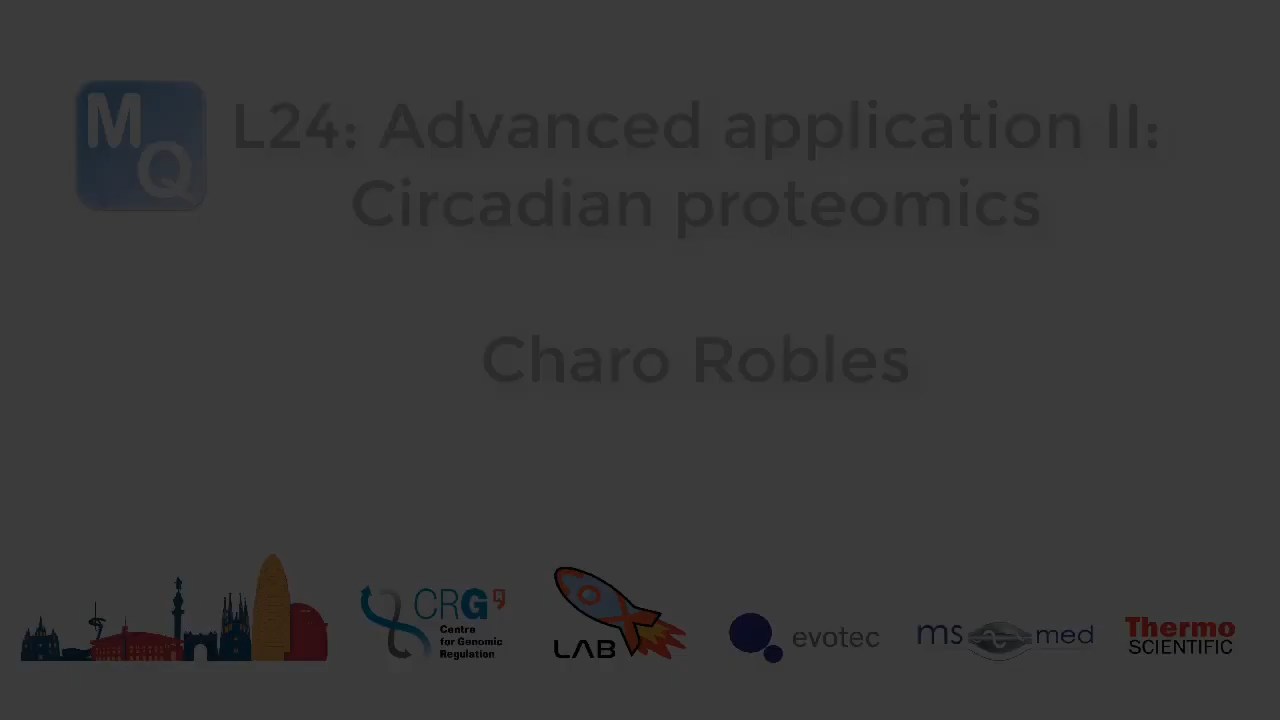 MQ
L24: Advanced application II:
Circadian proteomics
Charo Robles
CRG
Centre
for Genomic
Regulation
LAB
evotec
ms med
Thermo
SCIENTIFIC